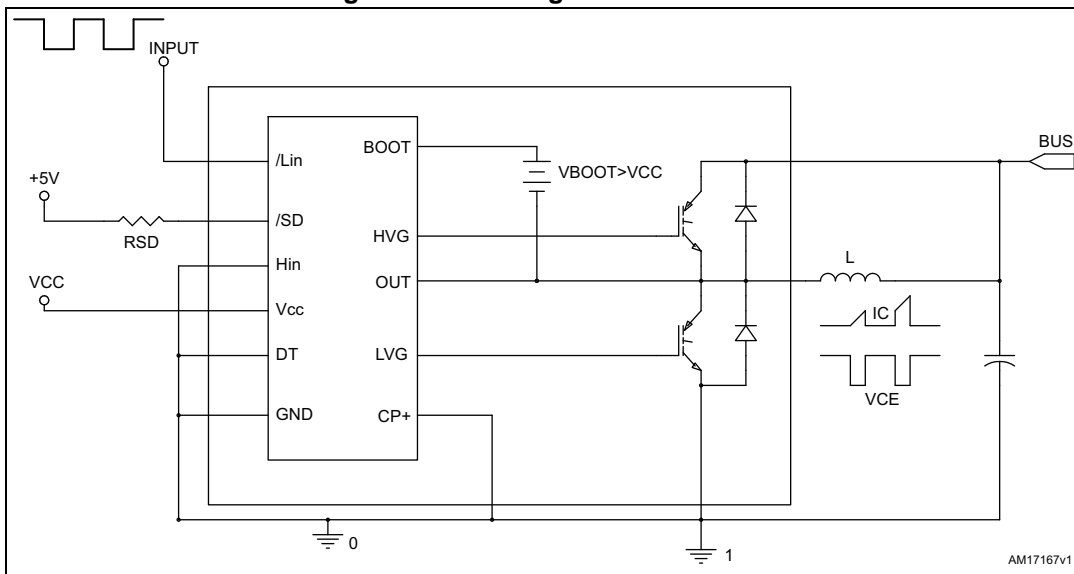 INPUT
BUS
/Lin
BOOT
VBOOT>VCC
+5V
/SD
RSD
HVG
Hin
OUT
L
VCC
Vcc
IC
DT
LVG
VCE
GND
CP+
0
1
AM17167v1